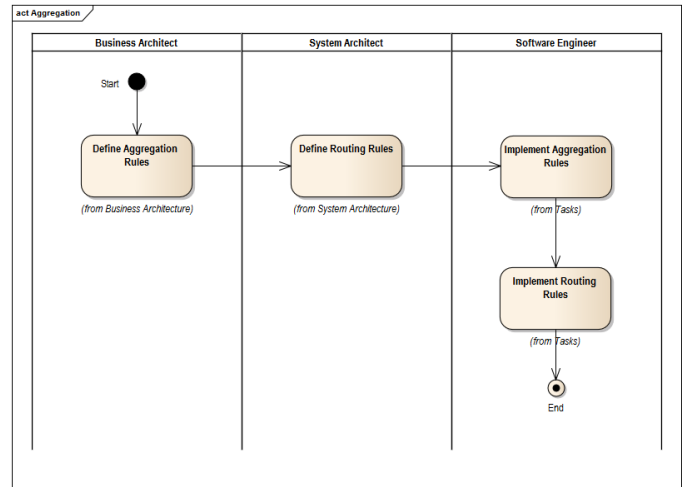 act Aggregation
Business Architect
System Architect
Software Engineer
Start
Define Aggregation
Rules
(from Business Architecture)
Define Routing Rules
(from System Architecture)
Implement Aggregation
Rules
(from Tasks)
Implement Routing
Rules
(from Tasks)
End